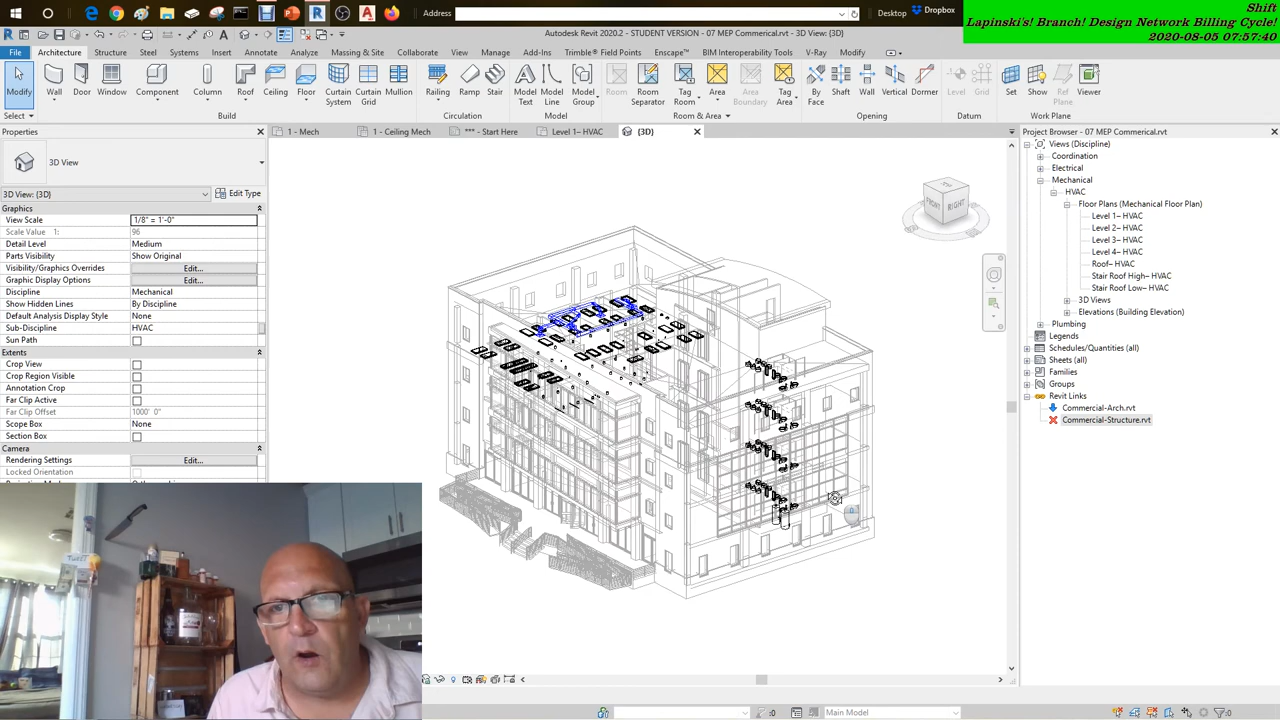 Address
Desktop
Dropbox
Shift
Lapinski's! Branch! Design Network Billing Cycle!
2020-08-05 07:57:40
Autodesk Revit 2020.2 - STUDENT VERSION - 07 MEP Commerical.rvt - 3D View: {3D}
File Architecture Structure Steel Systems Insert Annotate Analyze Massing & Site Collaborate View Manage Add-Ins Trimble® Field Points Enscape™ BIM Interoperability Tools V-Ray Modify
Modify Wall Door Window Component Column Roof Ceiling Floor Curtain System Curtain Grid Mullion Railing Ramp Stair Model Text Model Line Model Group Room Room Separator Tag Room Area Area Boundary Tag Area By Face Shaft Wall Vertical Dormer Level Grid Set Show Ref Plane Viewer
Select Build Circulation Model Room & Area Opening Datum Work Plane
Properties
1 - Mech
1 - Ceiling Mech
*** - Start Here
Level 1– HVAC
{3D}
Project Browser - 07 MEP Commerical.rvt
3D View
3D View: {3D}
Edit Type
Graphics
View Scale 1/8" = 1'-0"
Scale Value 1: 96
Detail Level Medium
Parts Visibility Show Original
Visibility/Graphics Overrides Edit...
Graphic Display Options Edit...
Discipline Mechanical
Show Hidden Lines By Discipline
Default Analysis Display Style None
Sub-Discipline HVAC
Sun Path
Extents
Crop View
Crop Region Visible
Annotation Crop
Far Clip Active
Far Clip Offset 1000' 0"
Scope Box None
Section Box
Camera
Rendering Settings Edit...
Locked Orientation
TOP
FRONT
RIGHT
Views (Discipline)
Coordination
Electrical
Mechanical
HVAC
Floor Plans (Mechanical Floor Plan)
Level 1– HVAC
Level 2– HVAC
Level 3– HVAC
Level 4– HVAC
Roof– HVAC
Stair Roof High– HVAC
Stair Roof Low– HVAC
3D Views
Elevations (Building Elevation)
Plumbing
Legends
Schedules/Quantities (all)
Sheets (all)
Families
Groups
Revit Links
Commercial-Arch.rvt
Commercial-Structure.rvt
:0
Main Model
:0